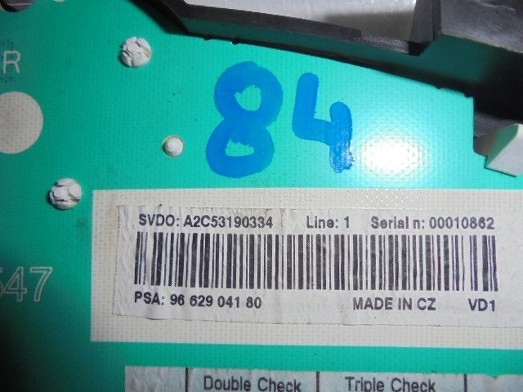 R
84
SVDO: A2C53190334 Line: 1 Serial n: 00010862
547
PSA: 96 629 041 80 MADE IN CZ VD1
Double Check Triple Check